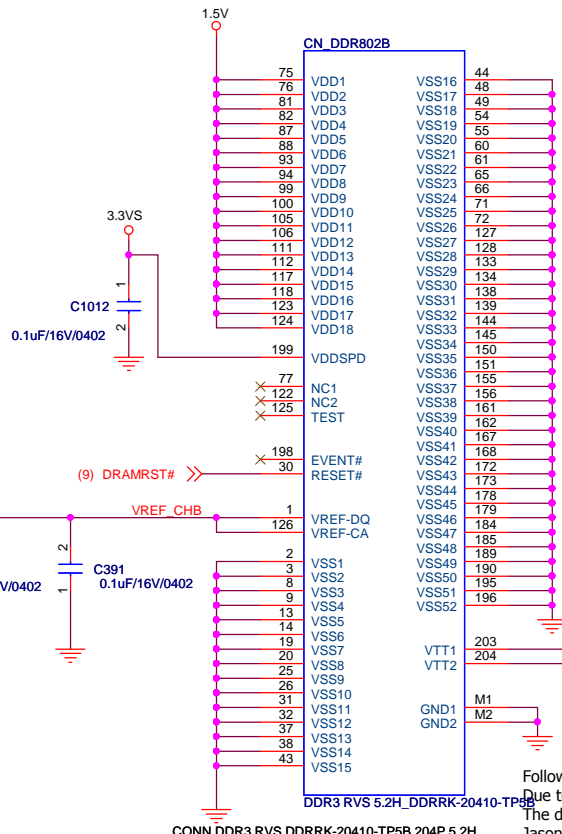 1.5V
CN_DDR802B
75 VDD1 VSS16 44
76 VDD2 VSS17 48
81 VDD3 VSS18 49
82 VDD4 VSS19 54
87 VDD5 VSS20 55
88 VDD6 VSS21 60
93 VDD7 VSS22 61
94 VDD8 VSS23 65
99 VDD9 VSS24 66
100 VDD10 VSS25 71
105 VDD11 VSS26 72
106 VDD12 VSS27 127
111 VDD13 VSS28 128
112 VDD14 VSS29 133
117 VDD15 VSS30 134
118 VDD16 VSS31 138
123 VDD17 VSS32 139
124 VDD18 VSS33 144
VSS34 145
199 VDDSPD VSS35 150
VSS36 151
77 NC1 VSS37 155
122 NC2 VSS38 156
125 TEST VSS39 161
VSS40 162
VSS41 167
198 EVENT# VSS42 168
30 RESET# VSS43 172
VSS44 173
VSS45 178
1 VREF-DQ VSS46 179
126 VREF-CA VSS47 184
VSS48 185
2 VSS1 VSS49 189
3 VSS2 VSS50 190
8 VSS3 VSS51 195
9 VSS4 VSS52 196
13 VSS5
14 VSS6
19 VSS7 VTT1 203
20 VSS8 VTT2 204
25 VSS9
26 VSS10
31 VSS11 GND1 M1
32 VSS12 GND2 M2
37 VSS13
38 VSS14
43 VSS15
3.3VS
1
C1012
2
0.1uF/16V/0402
(9) DRAMRST#
VREF_CHB
2
C391
1
0.1uF/16V/0402
V/0402
DDR3 RVS 5.2H_DDRRK-20410-TP5B
CONN DDR3 RVS DDRRK-20410-TP5B 204P 5.2H
Follow
Due t
The d
Jason